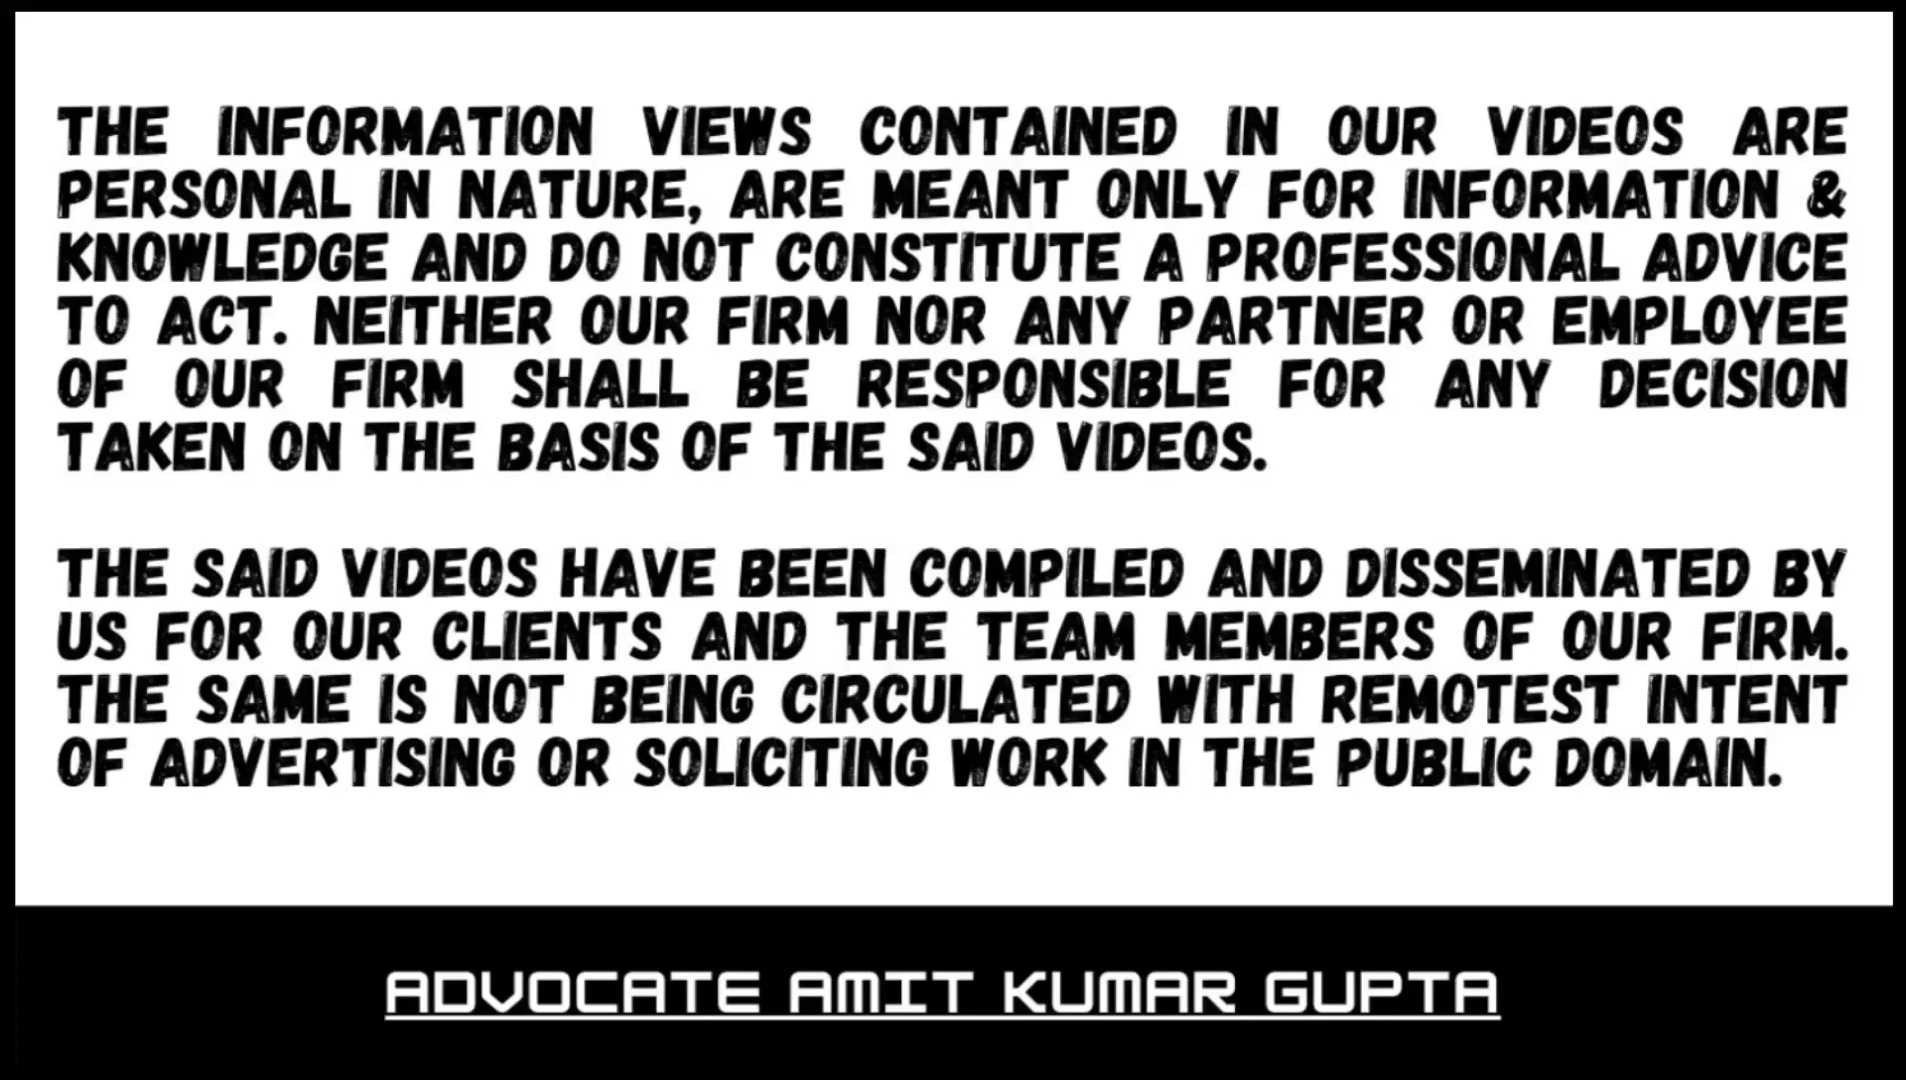 THE INFORMATION VIEWS CONTAINED IN OUR VIDEOS ARE
PERSONAL IN NATURE, ARE MEANT ONLY FOR INFORMATION &
KNOWLEDGE AND DO NOT CONSTITUTE A PROFESSIONAL ADVICE
TO ACT. NEITHER OUR FIRM NOR ANY PARTNER OR EMPLOYEE
OF OUR FIRM SHALL BE RESPONSIBLE FOR ANY DECISION
TAKEN ON THE BASIS OF THE SAID VIDEOS.
THE SAID VIDEOS HAVE BEEN COMPILED AND DISSEMINATED BY
US FOR OUR CLIENTS AND THE TEAM MEMBERS OF OUR FIRM.
THE SAME IS NOT BEING CIRCULATED WITH REMOTEST INTENT
OF ADVERTISING OR SOLICITING WORK IN THE PUBLIC DOMAIN.
ADVOCATE AMIT KUMAR GUPTA